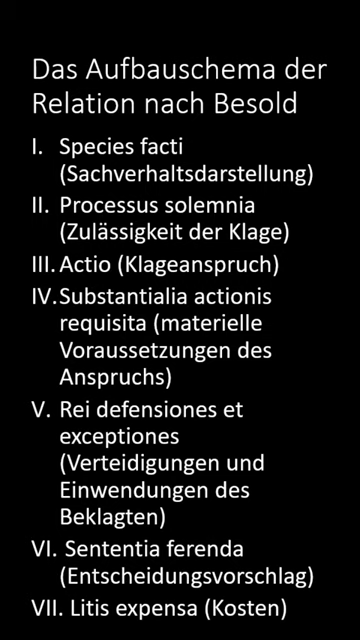 Das Aufbauschema der
Relation nach Besold
I. Species facti
(Sachverhaltsdarstellung)
II. Processus solemnia
(Zulässigkeit der Klage)
III. Actio (Klageanspruch)
IV. Substantialia actionis
requisita (materielle
Voraussetzungen des
Anspruchs)
V. Rei defensiones et
exceptiones
(Verteidigungen und
Einwendungen des
Beklagten)
VI. Sententia ferenda
(Entscheidungsvorschlag)
VII. Litis expensa (Kosten)